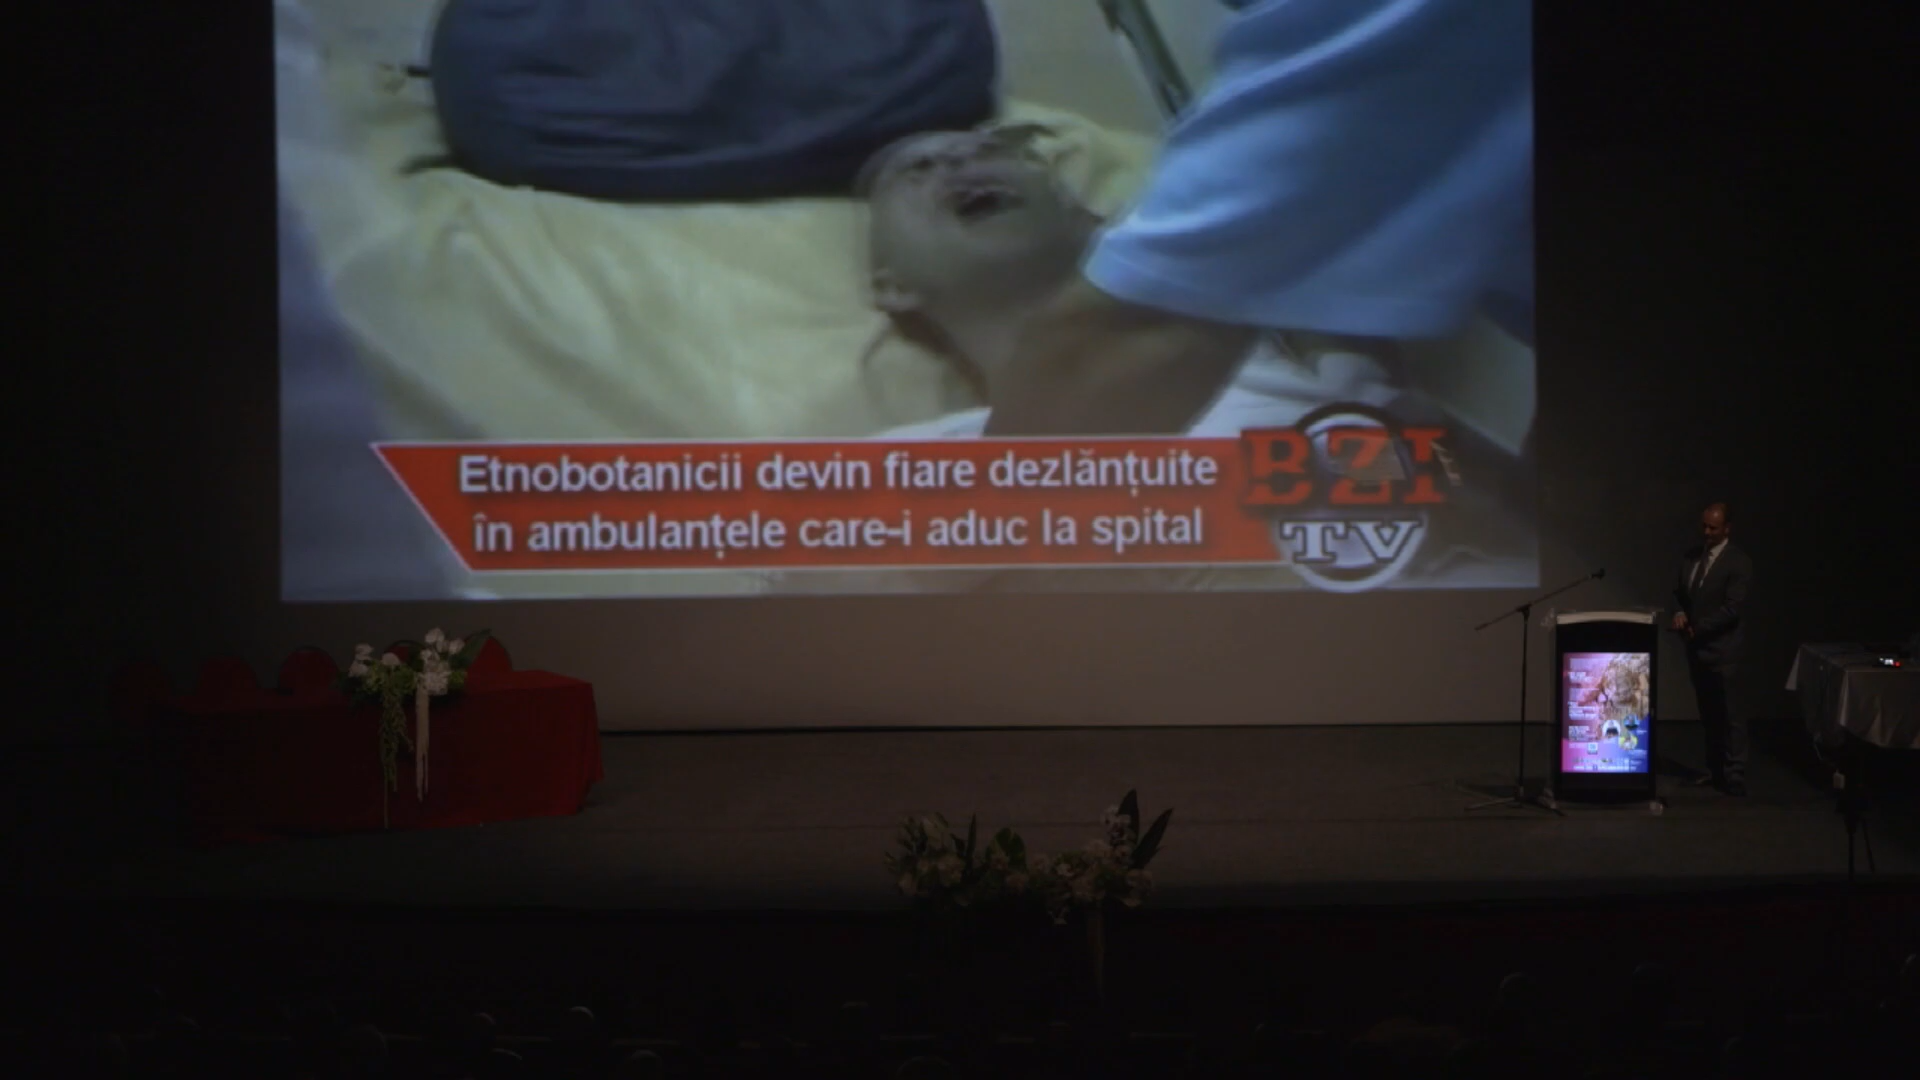 Etnobotanicii devin fiare dezlănțuite
în ambulanțele care-i aduc la spital
BZI
TV